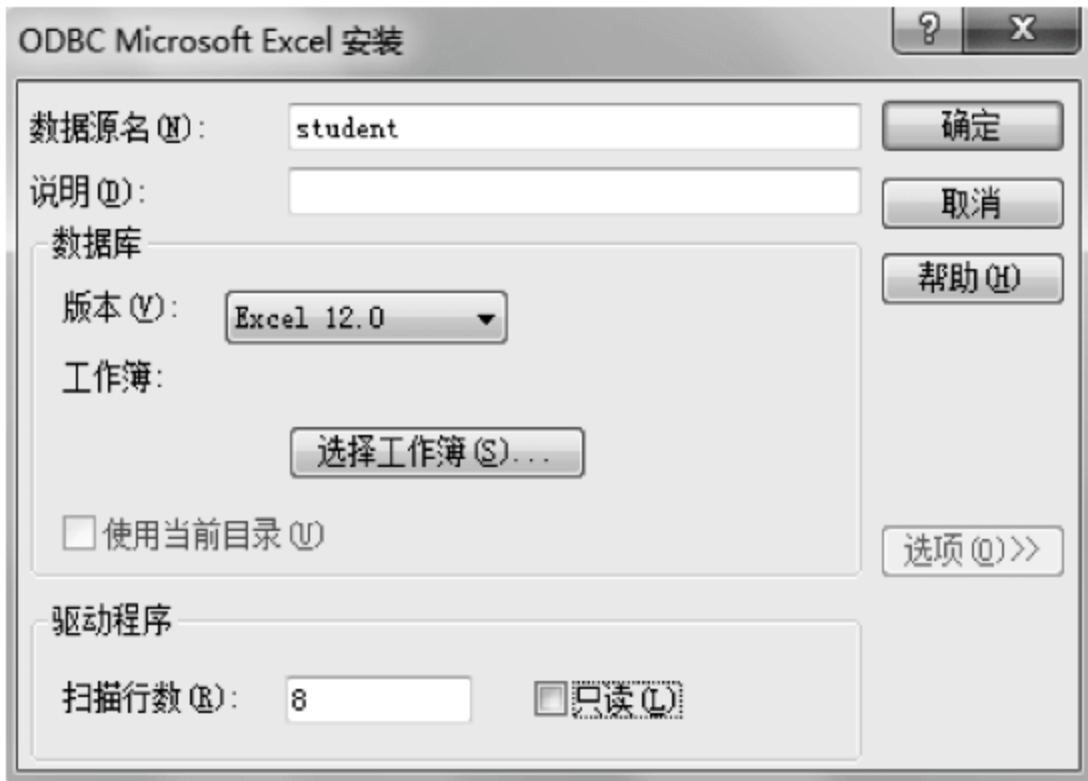 ODBC Microsoft Excel 安装
数据源名(N):
student
确定
说明(D):
取消
数据库
帮助(H)
版本(V):
Excel 12.0
工作簿:
选择工作簿(S)...
使用当前目录(U)
选项(O)>>
驱动程序
扫描行数(R):
8
只读(L)